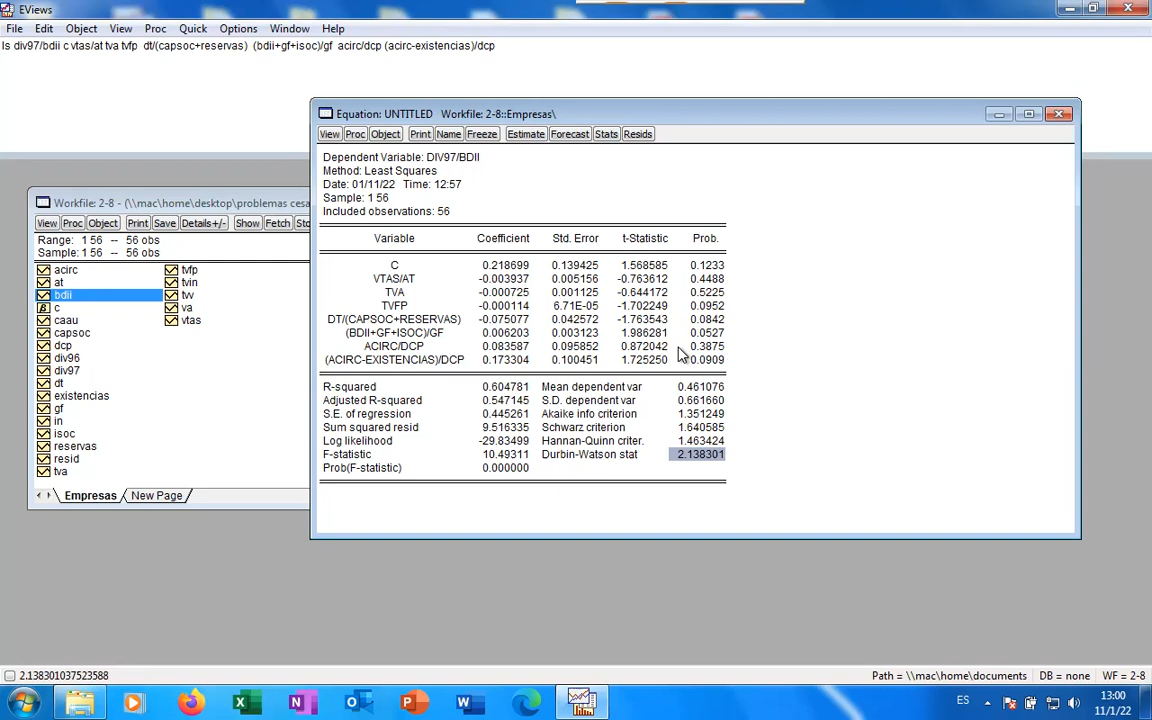 EViews
File Edit Object View Proc Quick Options Window Help
ls div97/bdii c vtas/at tva tvfp dt/(capsoc+reservas) (bdii+gf+isoc)/gf acirc/dcp (acirc-existencias)/dcp
Workfile: 2-8 - (\\mac\home\desktop\problemas cesa
View Proc Object Print Save Details+/- Show Fetch Sto
Range: 1 56 -- 56 obs
Sample: 1 56 -- 56 obs
acirc
at
bdii
c
caau
capsoc
dcp
div96
div97
dt
existencias
gf
in
isoc
reservas
resid
tva
tvfp
tvin
tvv
va
vtas
Empresas New Page
Equation: UNTITLED Workfile: 2-8::Empresas\
View Proc Object Print Name Freeze Estimate Forecast Stats Resids
Dependent Variable: DIV97/BDII
Method: Least Squares
Date: 01/11/22 Time: 12:57
Sample: 1 56
Included observations: 56
Variable Coefficient Std. Error t-Statistic Prob.
C 0.218699 0.139425 1.568585 0.1233
VTAS/AT -0.003937 0.005156 -0.763612 0.4488
TVA -0.000725 0.001125 -0.644172 0.5225
TVFP -0.000114 6.71E-05 -1.702249 0.0952
DT/(CAPSOC+RESERVAS) -0.075077 0.042572 -1.763543 0.0842
(BDII+GF+ISOC)/GF 0.006203 0.003123 1.986281 0.0527
ACIRC/DCP 0.083587 0.095852 0.872042 0.3875
(ACIRC-EXISTENCIAS)/DCP 0.173304 0.100451 1.725250 0.0909
R-squared 0.604781 Mean dependent var 0.461076
Adjusted R-squared 0.547145 S.D. dependent var 0.661660
S.E. of regression 0.445261 Akaike info criterion 1.351249
Sum squared resid 9.516335 Schwarz criterion 1.640585
Log likelihood -29.83499 Hannan-Quinn criter. 1.463424
F-statistic 10.49311 Durbin-Watson stat 2.138301
Prob(F-statistic) 0.000000
2.138301037523588
Path = \\mac\home\documents DB = none WF = 2-8
ES
13:00
11/1/22